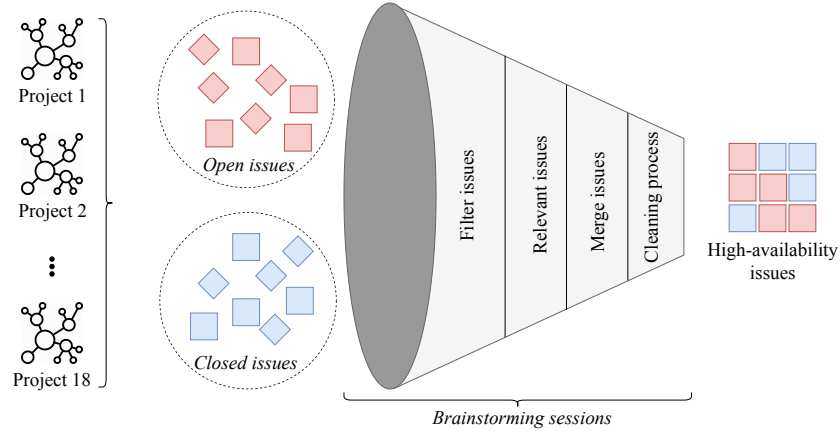 Project 1
Project 2
Project 18
Open issues
Closed issues
Filter issues
Relevant issues
Merge issues
Cleaning process
Brainstorming sessions
High-availability
issues